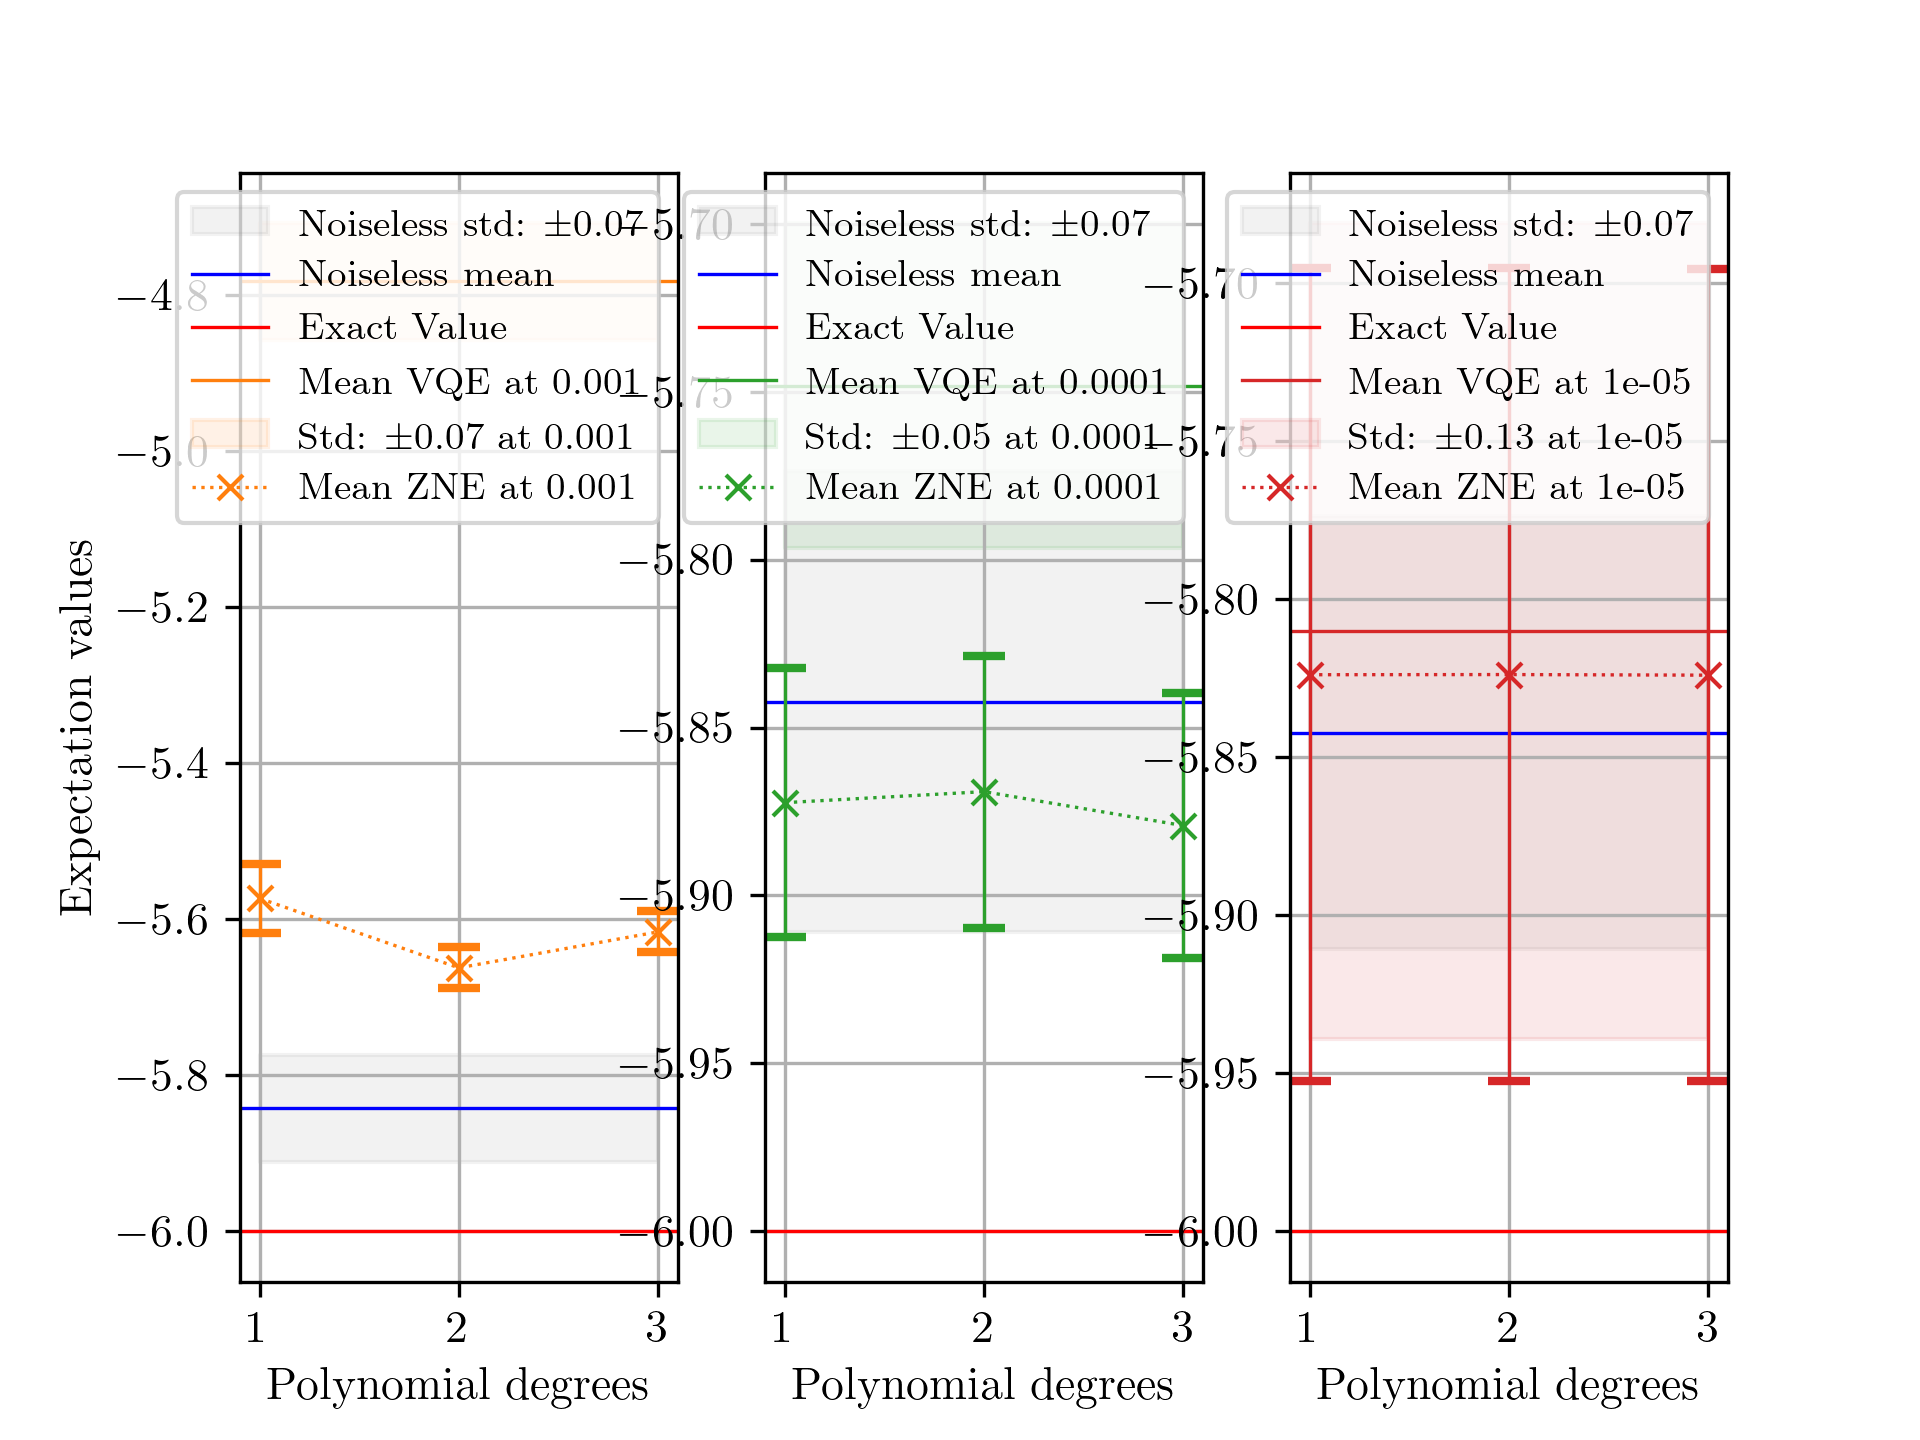 Expectation values
−4.8
−5.0
−5.2
−5.4
−5.6
−5.8
−6.0
Noiseless std: ±0.07
Noiseless mean
Exact Value
Mean VQE at 0.001
Std: ±0.07 at 0.001
Mean ZNE at 0.001
1 2 3
Polynomial degrees
−5.70
−5.75
−5.80
−5.85
−5.90
−5.95
−6.00
Noiseless std: ±0.07
Noiseless mean
Exact Value
Mean VQE at 0.0001
Std: ±0.05 at 0.0001
Mean ZNE at 0.0001
1 2 3
Polynomial degrees
−5.70
−5.75
−5.80
−5.85
−5.90
−5.95
−6.00
Noiseless std: ±0.07
Noiseless mean
Exact Value
Mean VQE at 1e-05
Std: ±0.13 at 1e-05
Mean ZNE at 1e-05
1 2 3
Polynomial degrees